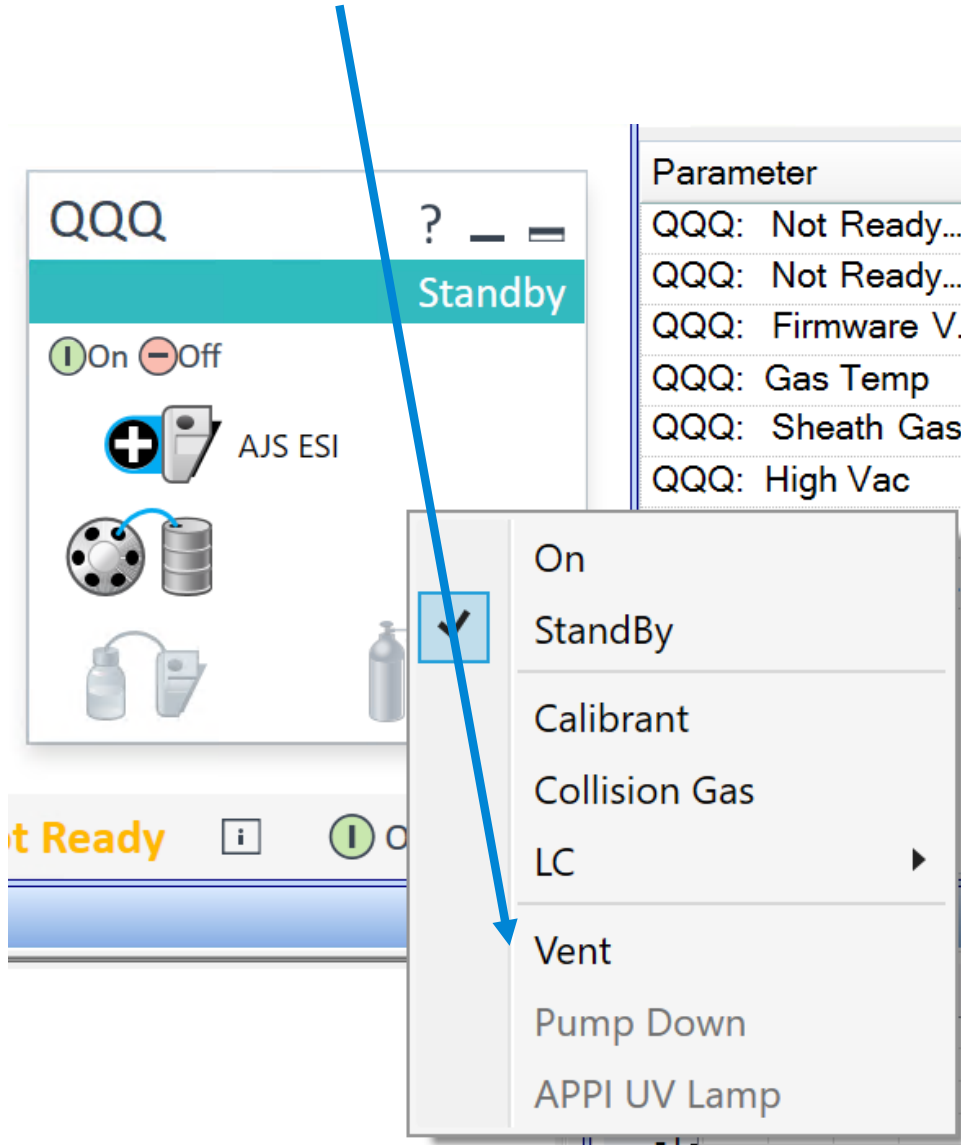 QQQ
?
Standby
On Off
AJS ESI
t Ready
i
Parameter
QQQ: Not Ready...
QQQ: Not Ready...
QQQ: Firmware V.
QQQ: Gas Temp
QQQ: Sheath Gas
QQQ: High Vac
On
StandBy
Calibrant
Collision Gas
LC
Vent
Pump Down
APPI UV Lamp